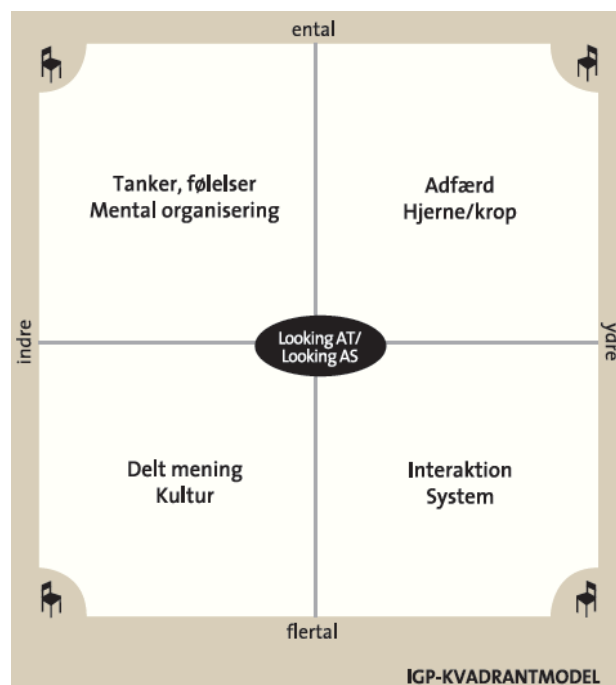 ental
Tanker, følelser
Mental organisering
Adfærd
Hjerne/krop
indre
Looking AT/
Looking AS
ydre
Delt mening
Kultur
Interaktion
System
flertal
IGP-KVADRANTMODEL